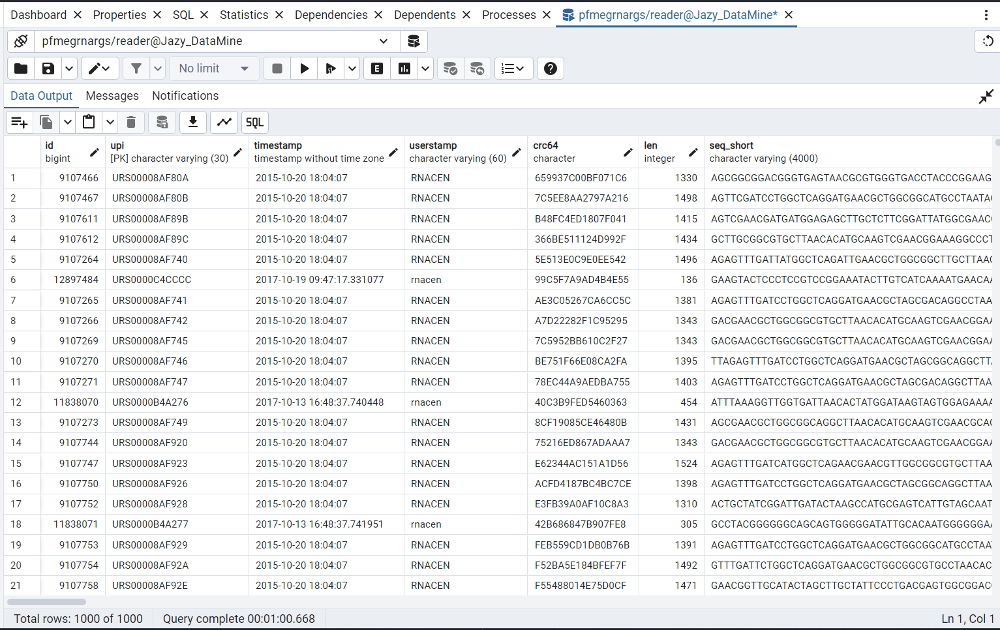 Dashboard Properties SQL Statistics Dependencies Dependents Processes pfmegrnargs/reader@Jazy_DataMine*
pfmegrnargs/reader@Jazy_DataMine
No limit E
Data Output Messages Notifications
SQL
id upi timestamp userstamp crc64 len seq_short
bigint [PK] character varying (30) timestamp without time zone character varying (60) character integer character varying (4000)
1 9107466 URS00008AF80A 2015-10-20 18:04:07 RNACEN 659937C00BF071C6 1330 AGCGGCGGACGGGTGAGTAACGCGTGGGTGACCTACCCGGAAG
2 9107467 URS00008AF80B 2015-10-20 18:04:07 RNACEN 7C5EE8AA2797A216 1498 AGTTCGATCCTGGCTCAGGATGAACGCTGGCGGCATGCCTAATA
3 9107611 URS00008AF89B 2015-10-20 18:04:07 RNACEN B48FC4ED1807F041 1415 AGTCGAACGATGATGGAGAGCTTGCTCTTCGGATTATGGCGAAC
4 9107612 URS00008AF89C 2015-10-20 18:04:07 RNACEN 366BE511124D992F 1434 GCTTGCGGCGTGCTTAACACATGCAAGTCGAACGGAAAGGCCCT
5 9107264 URS00008AF740 2015-10-20 18:04:07 RNACEN 5E513E0C9E0EE542 1496 AGAGTTTGATTATGGCTCAGATTGAACGCTGGCGGCTTGCTTAA
6 12897484 URS0000C4CCCC 2017-10-19 09:47:17.331077 rnacen 99C5F7A9AD4B4E55 136 GAAGTACTCCCTCCGTCCGGAAATACTTGTCATCAAAATGAACA
7 9107265 URS00008AF741 2015-10-20 18:04:07 RNACEN AE3C05267CA6CC5C 1381 AGAGTTTGATCCTGGCTCAGGATGAACGCTAGCGACAGGCCTAA
8 9107266 URS00008AF742 2015-10-20 18:04:07 RNACEN A7D22282F1C95295 1343 GACGAACGCTGGCGGCGTGCTTAACACATGCAAGTCGAACGGA
9 9107269 URS00008AF745 2015-10-20 18:04:07 RNACEN 7C5952BB610C2F27 1343 GACGAACGCTGGCGGCGTGCTTAACACATGCAAGTCGAACGGA
10 9107270 URS00008AF746 2015-10-20 18:04:07 RNACEN BE751F66E08CA2FA 1395 TTAGAGTTTGATCCTGGCTCAGGATGAACGCTAGCGGCAGGCTT
11 9107271 URS00008AF747 2015-10-20 18:04:07 RNACEN 78EC44A9AEDBA755 1403 AGAGTTTGATCCTGGCTCAGGATGAACGCTAGCGACAGGCTTAA
12 11838070 URS0000B4A276 2017-10-13 16:48:37.740448 rnacen 40C3B9FED5460363 454 ATTTAAAGGTTGGTGATTAACACTATGGATAAGTAGTGGAGAAAA
13 9107273 URS00008AF749 2015-10-20 18:04:07 RNACEN 8CF19085CE46480B 1431 AGCGAACGCTGGCGGCAGGCTTAACACATGCAAGTCGAACGCA
14 9107744 URS00008AF920 2015-10-20 18:04:07 RNACEN 75216ED867ADAAA7 1343 GACGAACGCTGGCGGCGTGCTTAACACATGCAAGTCGAACGGA
15 9107747 URS00008AF923 2015-10-20 18:04:07 RNACEN E62344AC151A1D56 1524 AGAGTTTGATCATGGCTCAGAACGAACGTTGGCGGCGTGCTTAA
16 9107750 URS00008AF926 2015-10-20 18:04:07 RNACEN ACFD4187BC4BC7CE 1398 AGAGTTTGATCCTGGCTCAGGATGAACGCTAGCGGCAGGCTTAA
17 9107752 URS00008AF928 2015-10-20 18:04:07 RNACEN E3FB39A0AF10C8A3 1310 ACTGCTATCGGATTGATACTAAGCCATGCGAGTCATTGTAGCAAT
18 11838071 URS0000B4A277 2017-10-13 16:48:37.741951 rnacen 42B686847B907FE8 305 GCCTACGGGGGGCAGCAGTGGGGGATATTGCACAATGGGGGGA
19 9107753 URS00008AF929 2015-10-20 18:04:07 RNACEN FEB559CD1DB0B76B 1391 AGAGTTTGATCCTGGCTCAGGATGAACGCTGGCGGCATGCCTAA
20 9107754 URS00008AF92A 2015-10-20 18:04:07 RNACEN F52BA5E184BFEF7F 1492 GTTTGATTCTGGCTCAGGATGAACGCTGGCGGCGTGCCTAACAC
21 9107758 URS00008AF92E 2015-10-20 18:04:07 RNACEN F55488014E75D0CF 1471 GAACGGTTGCATACTAGCTTGCTATTCCCTGACGAGTGGCGGAC
Total rows: 1000 of 1000 Query complete 00:01:00.668 Ln 1, Col 1